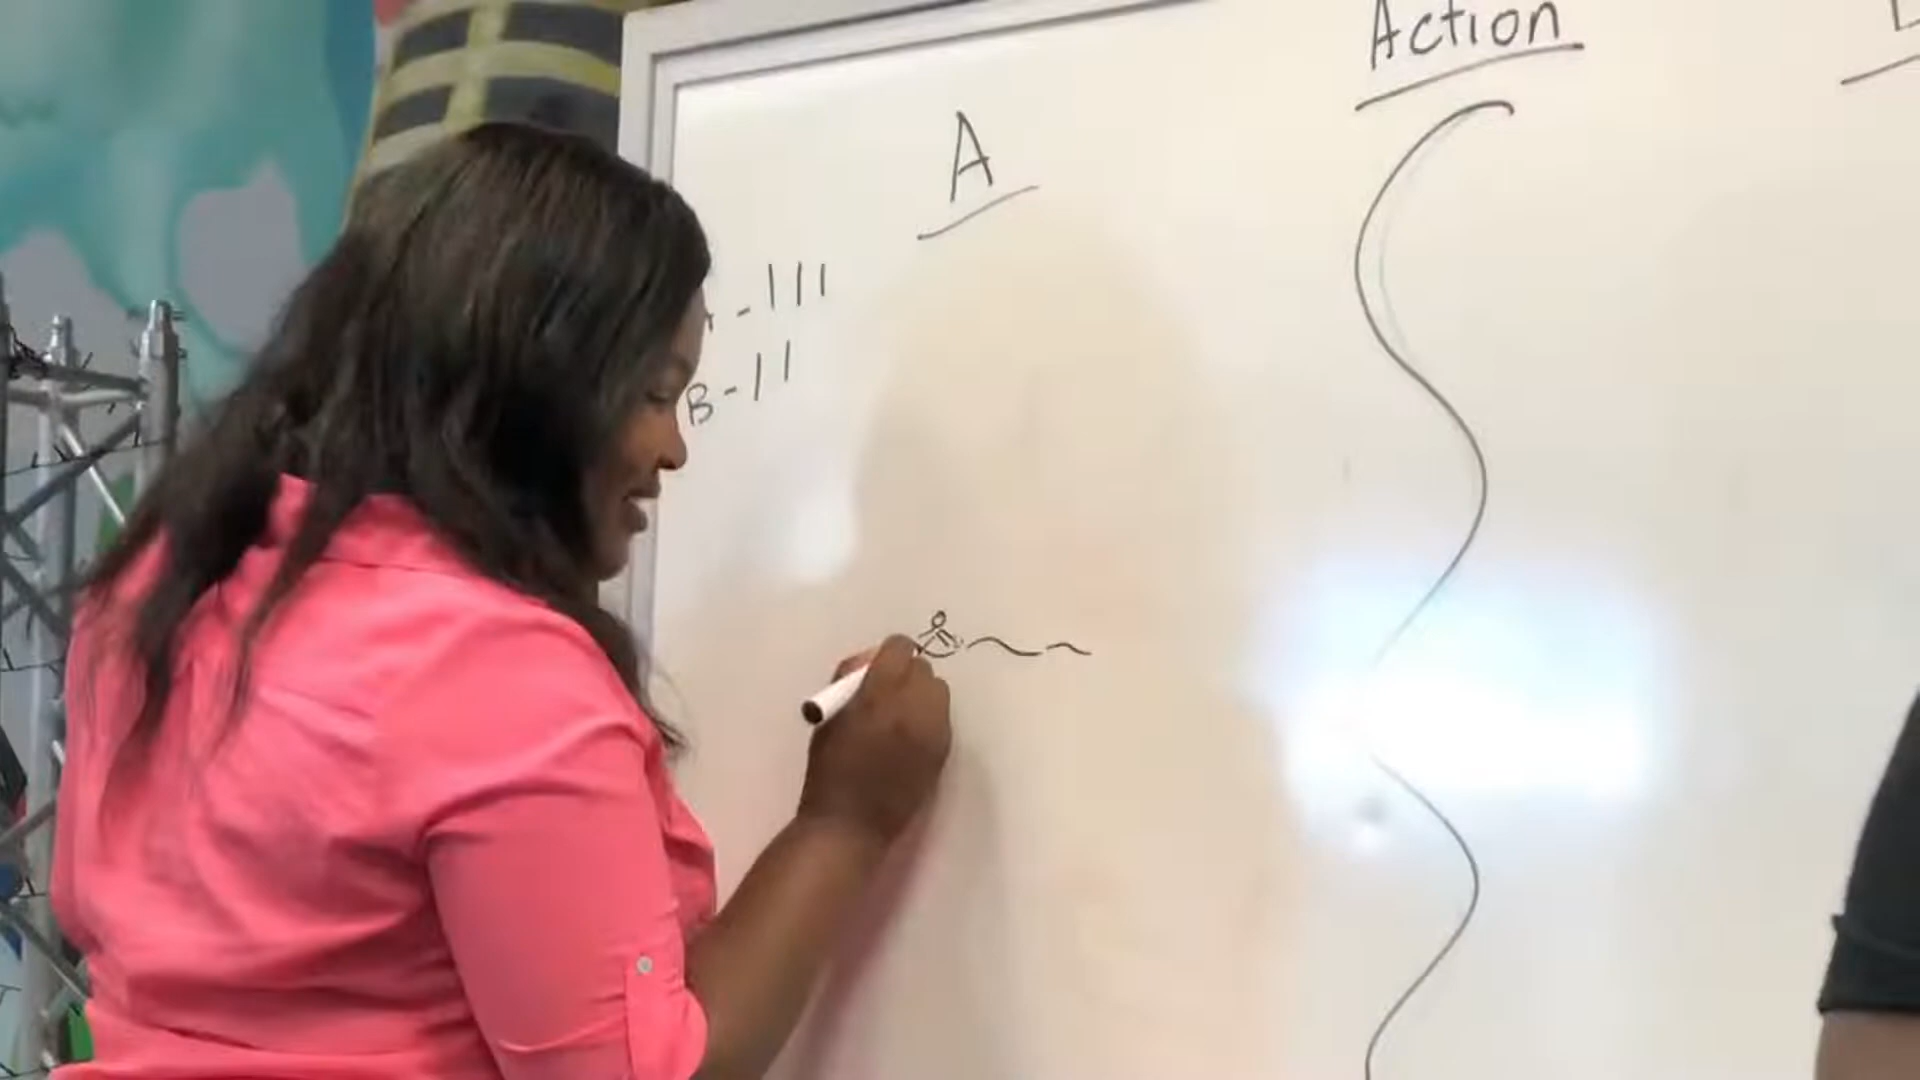 Action
A
- III
B - II